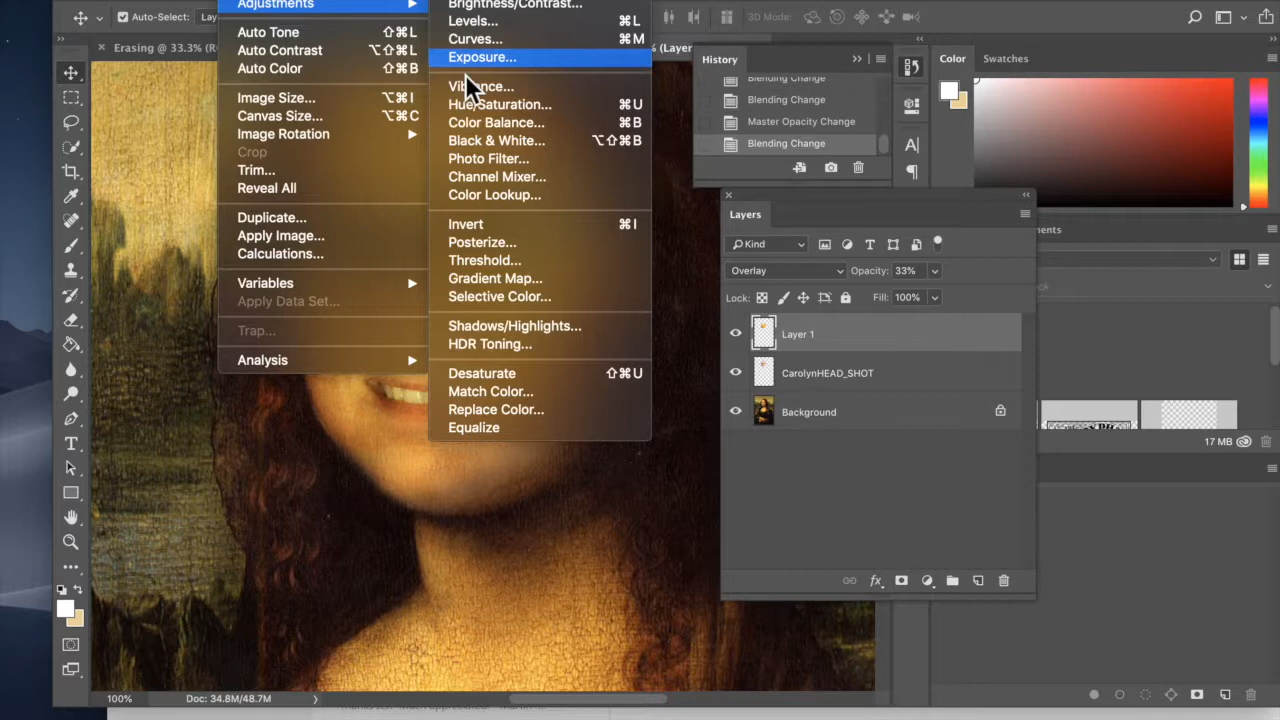 Adjustments
Brightness/Contrast...
Auto-Select: Lay
3D Mode:
Levels... ⌘L
Auto Tone ⇧⌘L
Curves... ⌘M
Auto Contrast ⌥⇧⌘L
Auto Color ⇧⌘B
Exposure...
Image Size... ⌥⌘I
Canvas Size... ⌥⌘C
Image Rotation
Crop
Trim...
Reveal All
Duplicate...
Apply Image...
Calculations...
Variables
Apply Data Set...
Trap...
Analysis
Hue/Saturation... ⌘U
Color Balance... ⌘B
Black & White... ⌥⇧⌘B
Photo Filter...
Channel Mixer...
Color Lookup...
Invert ⌘I
Posterize...
Threshold...
Gradient Map...
Selective Color...
Shadows/Highlights...
HDR Toning...
Desaturate ⇧⌘U
Match Color...
Replace Color...
Equalize
Erasing @ 33.3% (R
% (Layer
History
Blending Change
Blending Change
Master Opacity Change
Blending Change
Color Swatches
Layers
Kind
Overlay Opacity: 33%
Lock: Fill: 100%
Layer 1
CarolynHEAD_SHOT
Background
ments
17 MB
100% Doc: 34.8M/48.7M